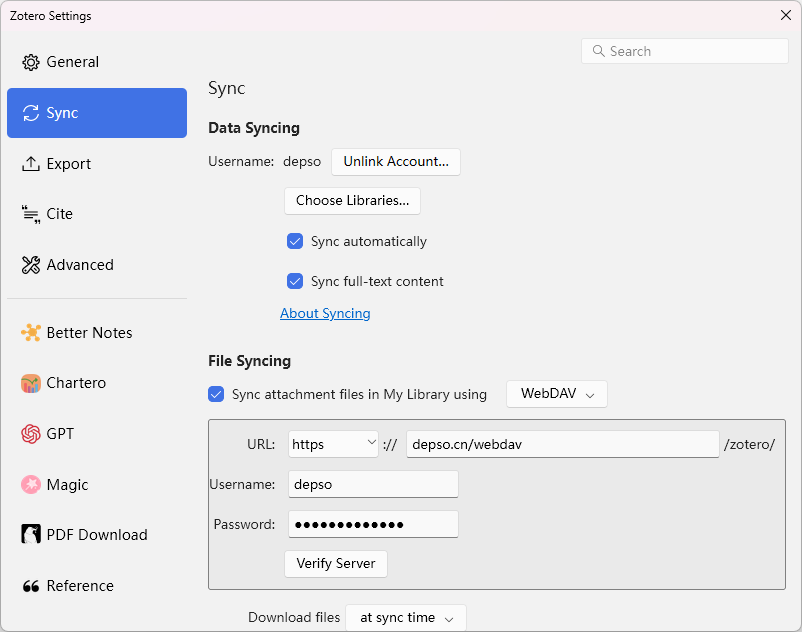 Zotero Settings
Search
General
Sync
Export
Cite
Advanced
Better Notes
Chartero
GPT
Magic
PDF Download
Reference
Sync
Data Syncing
Username: depso Unlink Account...
Choose Libraries...
Sync automatically
Sync full-text content
About Syncing
File Syncing
Sync attachment files in My Library using WebDAV
URL: https :// depso.cn/webdav /zotero/
Username: depso
Password: ●●●●●●●●●●●●●
Verify Server
Download files at sync time